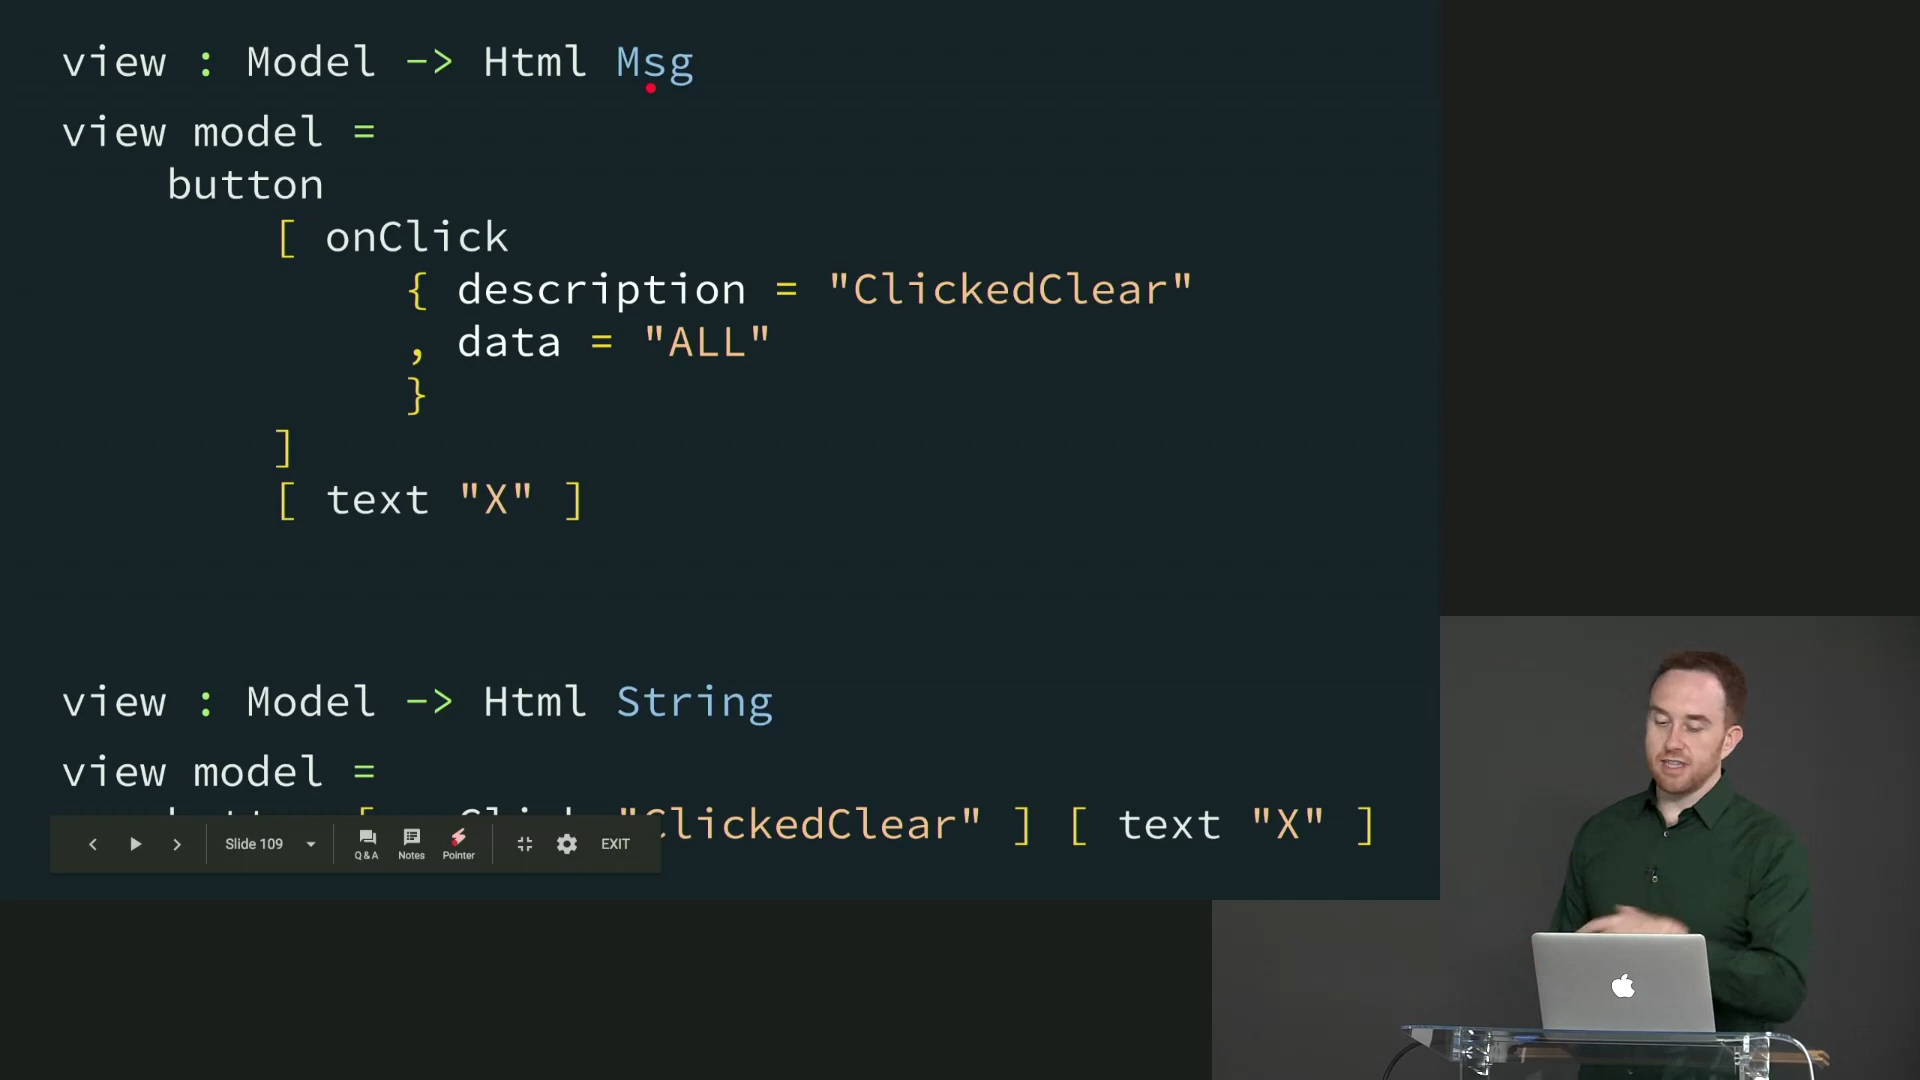 view : Model -> Html Msg
view model =
button
[ onClick
{ description = "ClickedClear"
, data = "ALL"
}
]
[ text "X" ]
view : Model -> Html String
view model =
"ClickedClear" ] [ text "X" ]
Slide 109
Q & A
Notes
Pointer
EXIT